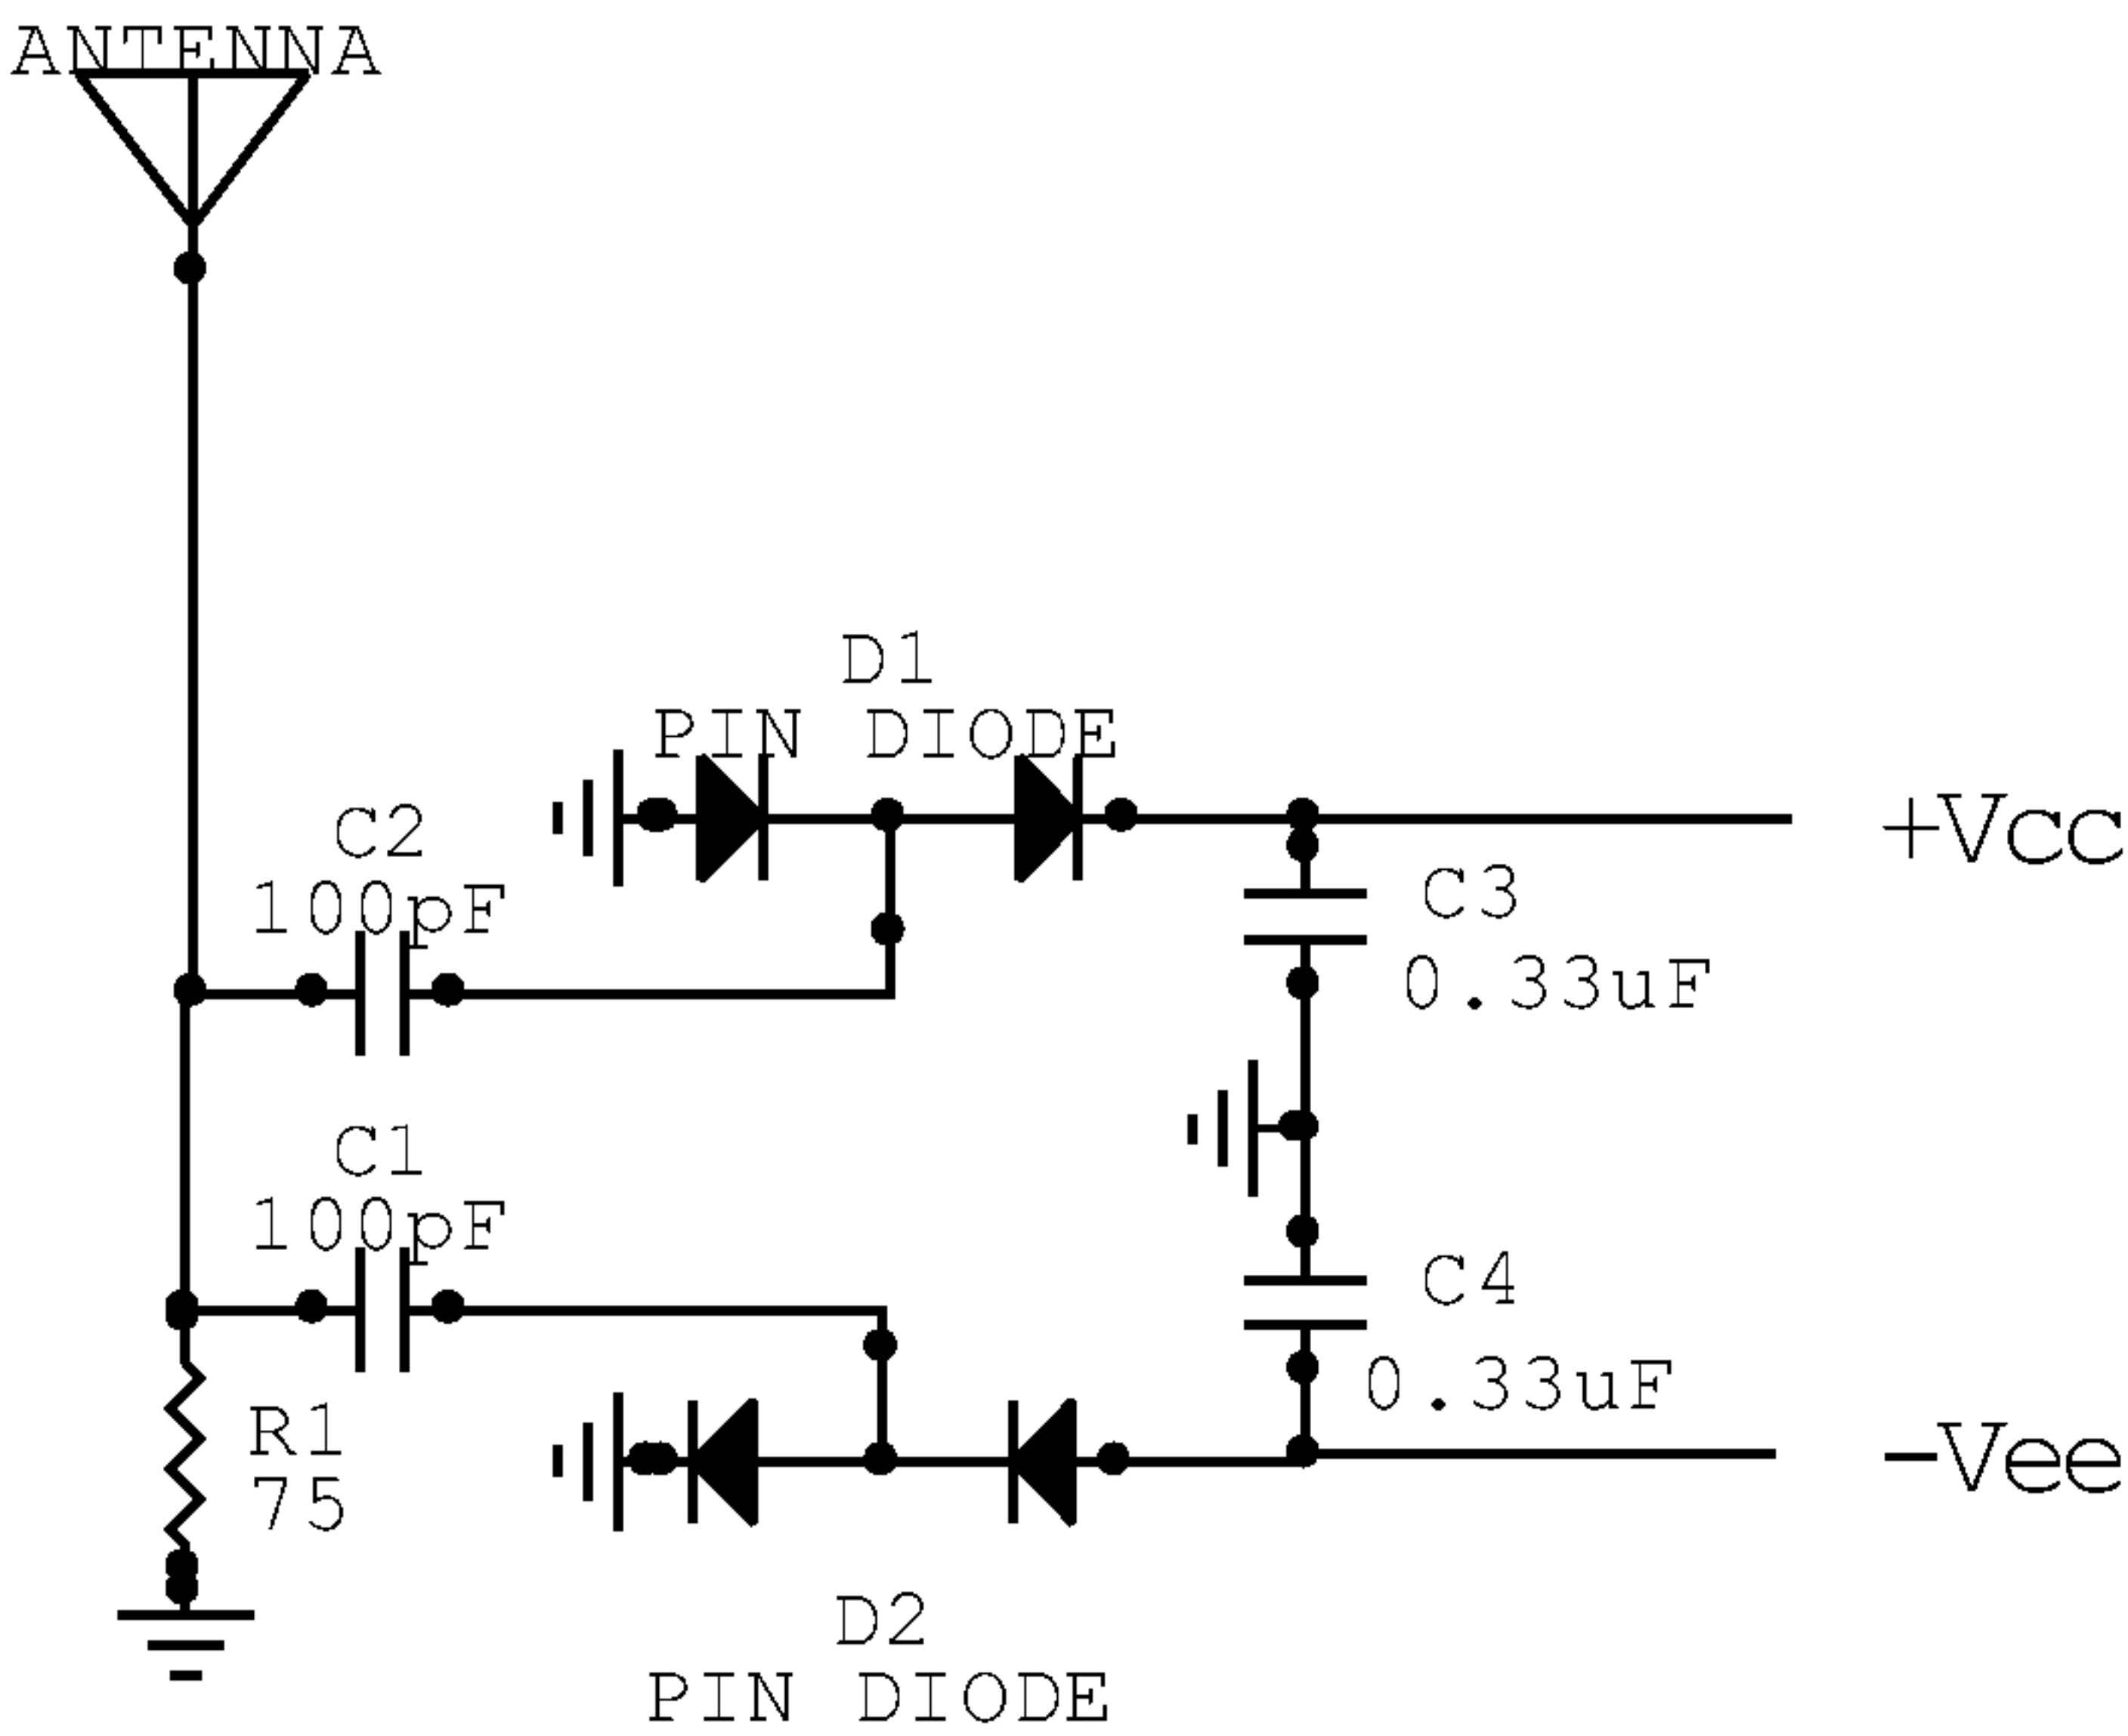 ANTENNA
D1
PIN DIODE
+Vcc
C2
100pF
C3
0.33uF
C1
100pF
C4
0.33uF
R1
75
-Vee
D2
PIN DIODE